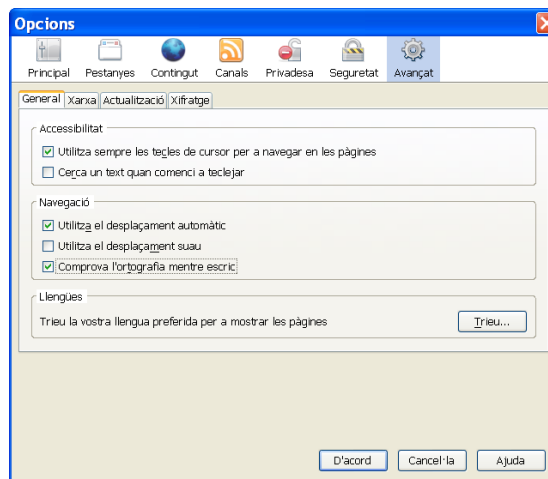 Opcions
Principal Pestanyes Contingut Canals Privadesa Seguretat Avançat
General Xarxa Actualització Xifratge
Accessibilitat
Utilitza sempre les tecles de cursor per a navegar en les pàgines
Cerca un text quan comenci a teclejar
Navegació
Utilitza el desplaçament automàtic
Utilitza el desplaçament suau
Comprova l'ortografia mentre escric
Llengües
Trieu la vostra llengua preferida per a mostrar les pàgines Trieu...
D'acord Cancel·la Ajuda